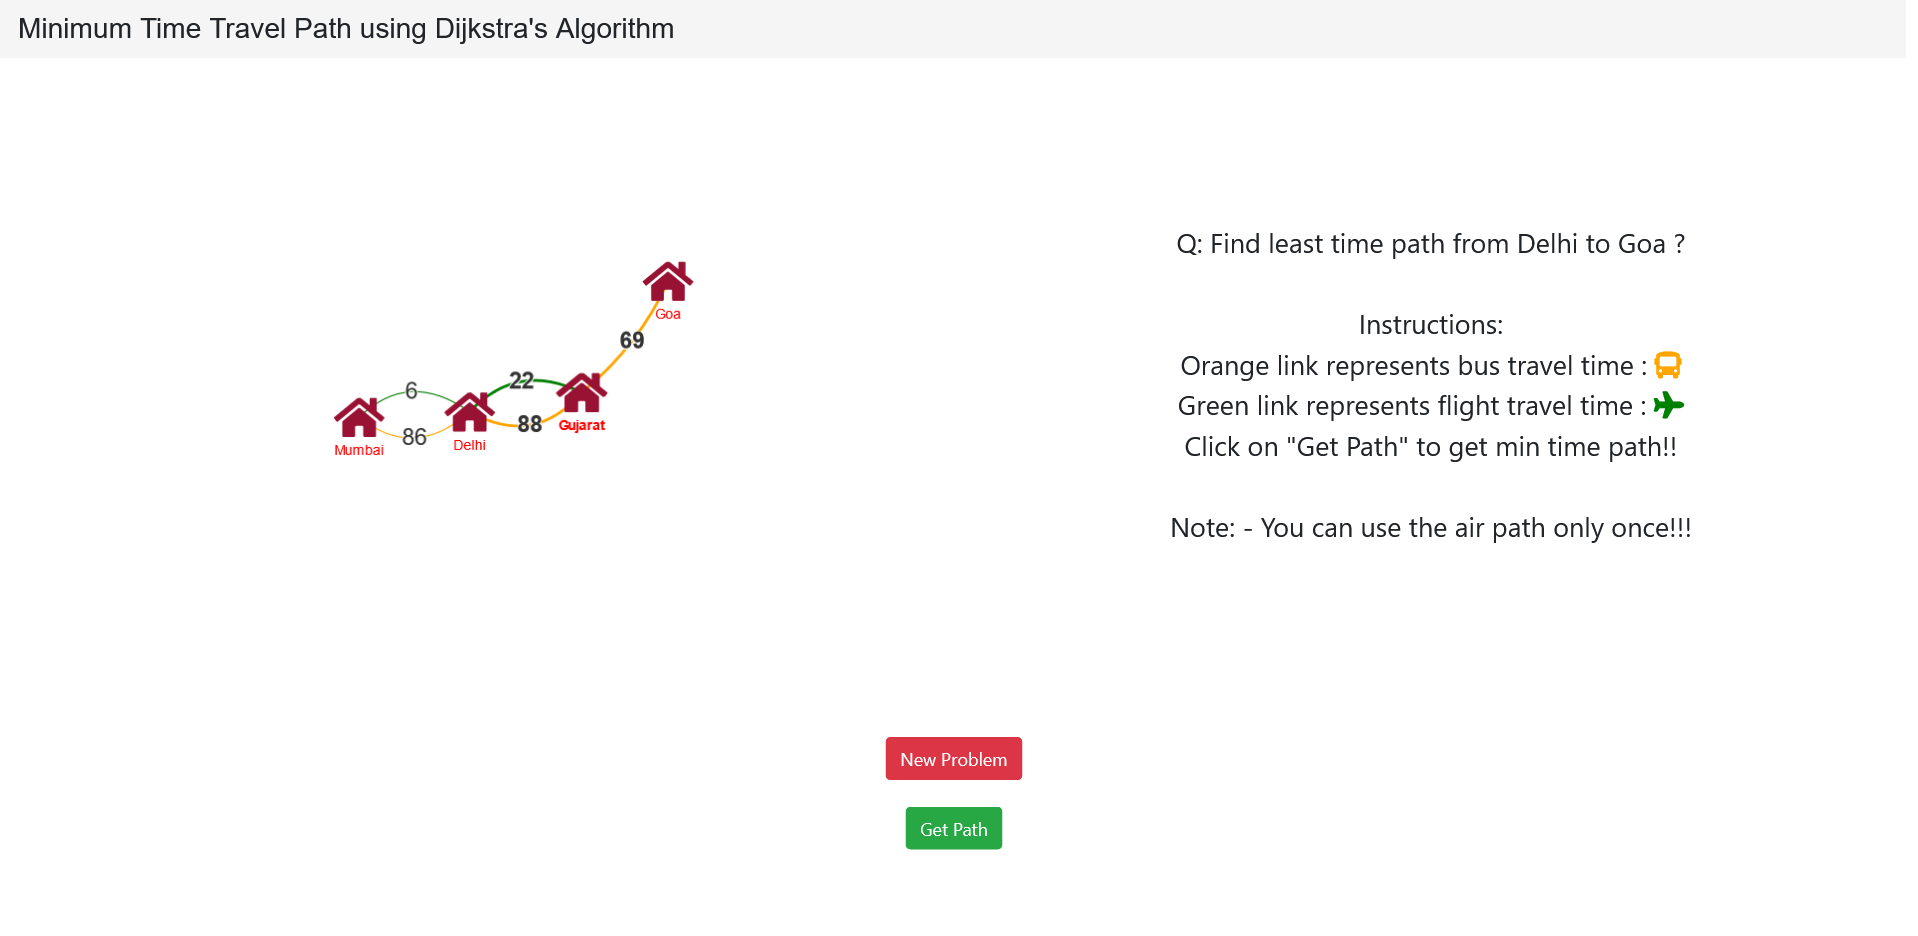 Minimum Time Travel Path using Dijkstra's Algorithm
Goa
69
22
6
88
86
Gujarat
Delhi
Mumbai
Q: Find least time path from Delhi to Goa ?
Instructions:
Orange link represents bus travel time :
Green link represents flight travel time :
Click on "Get Path" to get min time path!!
Note: - You can use the air path only once!!!
New Problem
Get Path